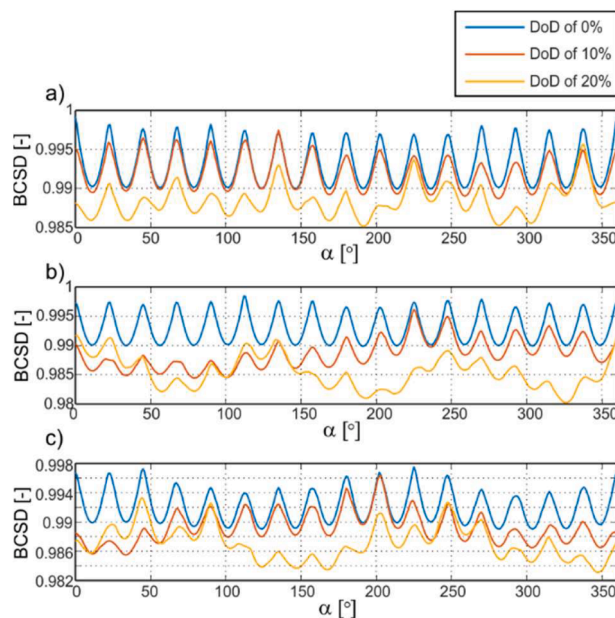 DoD of 0%
DoD of 10%
DoD of 20%
a)
1
0.995
0.99
0.985
BCSD [-]
0 50 100 150 200 250 300 350
α [°]
b)
1
0.995
0.99
0.985
0.98
BCSD [-]
0 50 100 150 200 250 300 350
α [°]
c)
0.998
0.994
0.99
0.986
0.982
BCSD [-]
0 50 100 150 200 250 300 350
α [°]